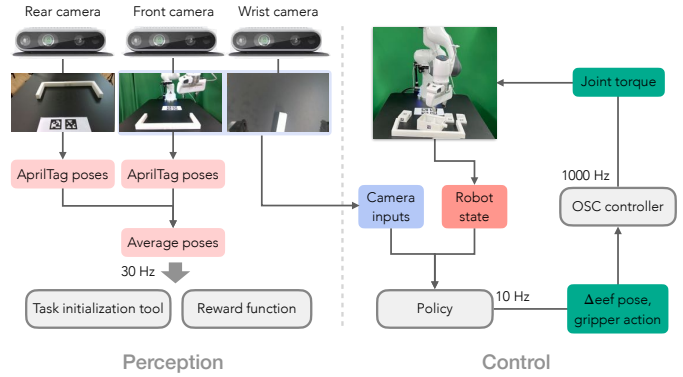 Rear camera
Front camera
Wrist camera
AprilTag poses
AprilTag poses
Average poses
30 Hz
Task initialization tool
Reward function
Perception
Joint torque
1000 Hz
OSC controller
Camera
inputs
Robot
state
Policy
10 Hz
Δeef pose,
gripper action
Control